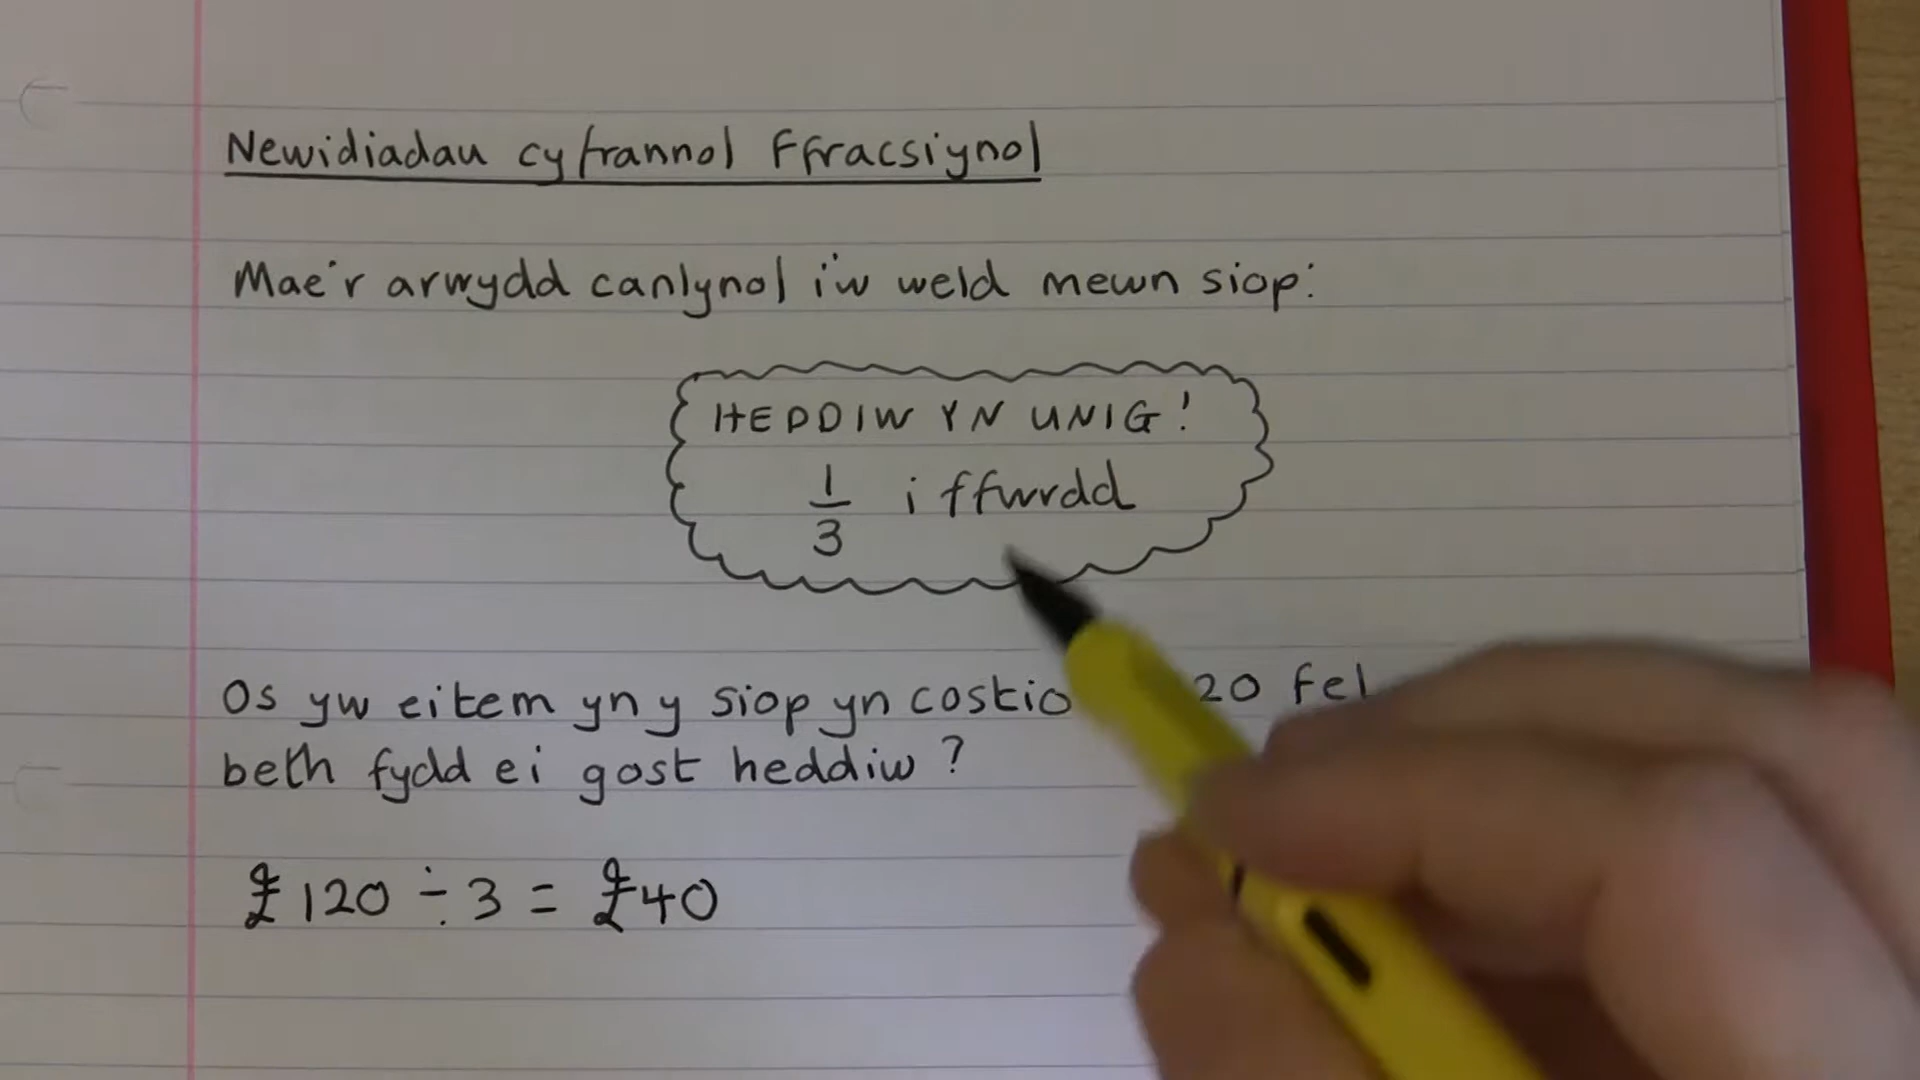 Newidiadau cyfrannol Ffracsiynol
Mae'r arwydd canlynol i'w weld mewn siop:
HEDDIW YN UNIG!
1/3 i ffwrdd
Os yw eitem yn y siop yn costio 20 fel
beth fydd ei gost heddiw?
£120 ÷ 3 = £40